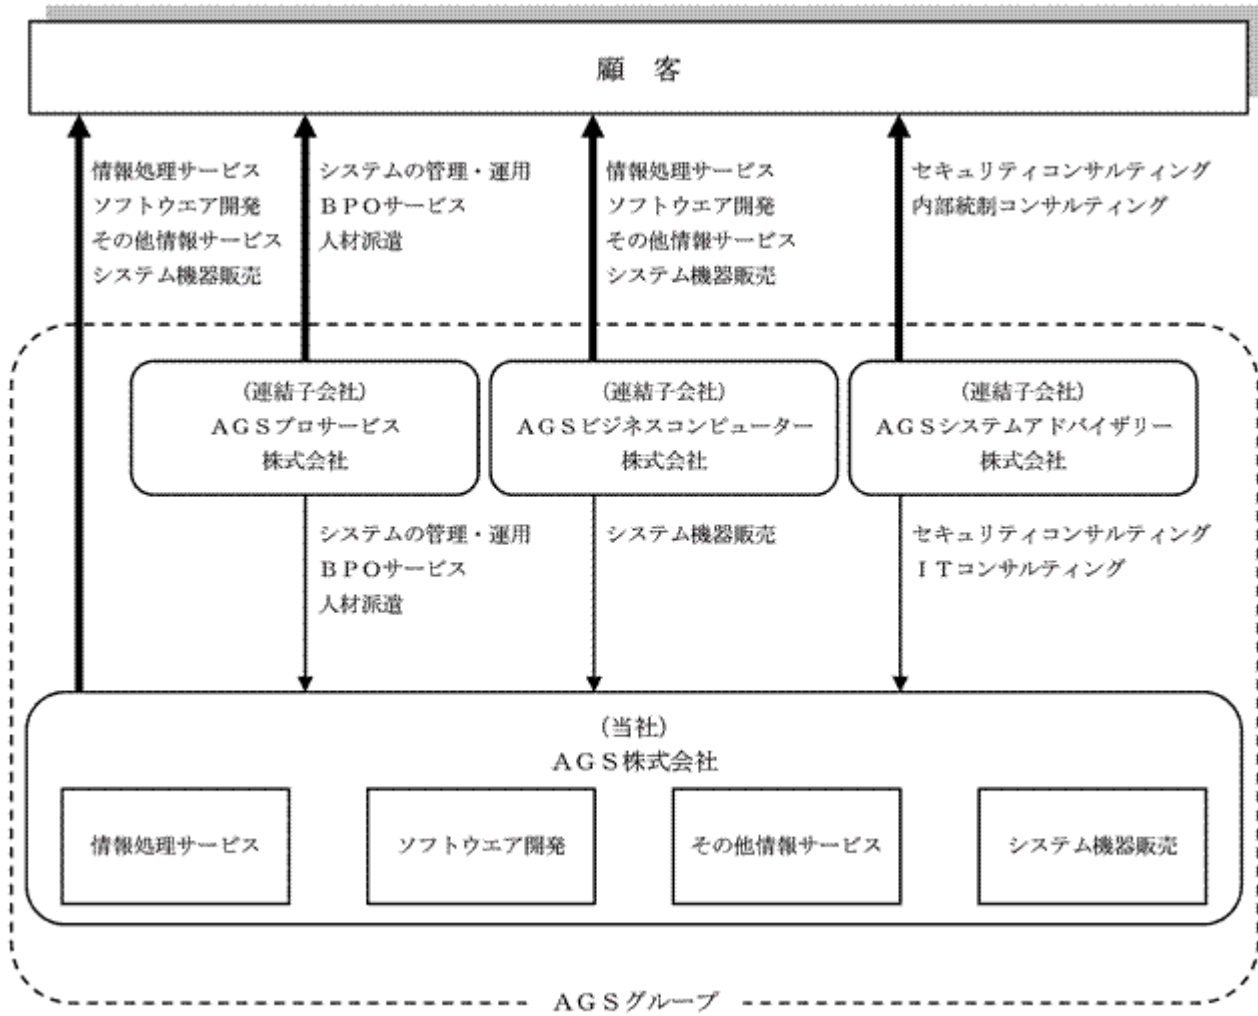 顧　客
情報処理サービス
ソフトウエア開発
その他情報サービス
システム機器販売
システムの管理・運用
ＢＰＯサービス
人材派遣
情報処理サービス
ソフトウエア開発
その他情報サービス
システム機器販売
セキュリティコンサルティング
内部統制コンサルティング
（連結子会社）
ＡＧＳプロサービス
株式会社
（連結子会社）
ＡＧＳビジネスコンピューター
株式会社
（連結子会社）
ＡＧＳシステムアドバイザリー
株式会社
システムの管理・運用
ＢＰＯサービス
人材派遣
システム機器販売
セキュリティコンサルティング
ＩＴコンサルティング
（当社）
ＡＧＳ株式会社
情報処理サービス
ソフトウエア開発
その他情報サービス
システム機器販売
ＡＧＳグループ